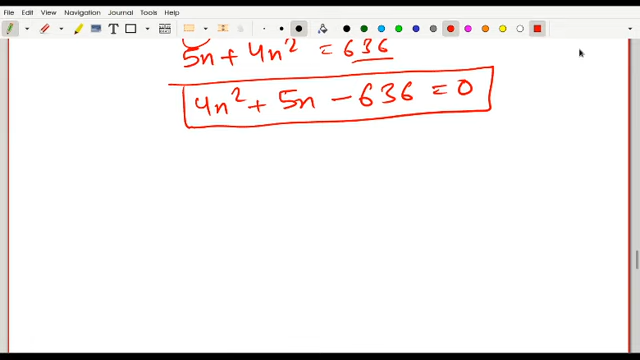 File Edit View Navigation Journal Tools Help
T
5n + 4n² = 636
4n² + 5n - 636 = 0